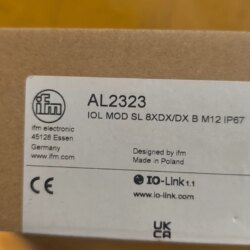 ifm
ifm electronic
45128 Essen
Germany
www.ifm.com
AL2323
IOL MOD SL 8XDX/DX B M12 IP67
Designed by ifm
Made in Poland
CE
IO-Link 1.1
www.io-link.com
UK
CA